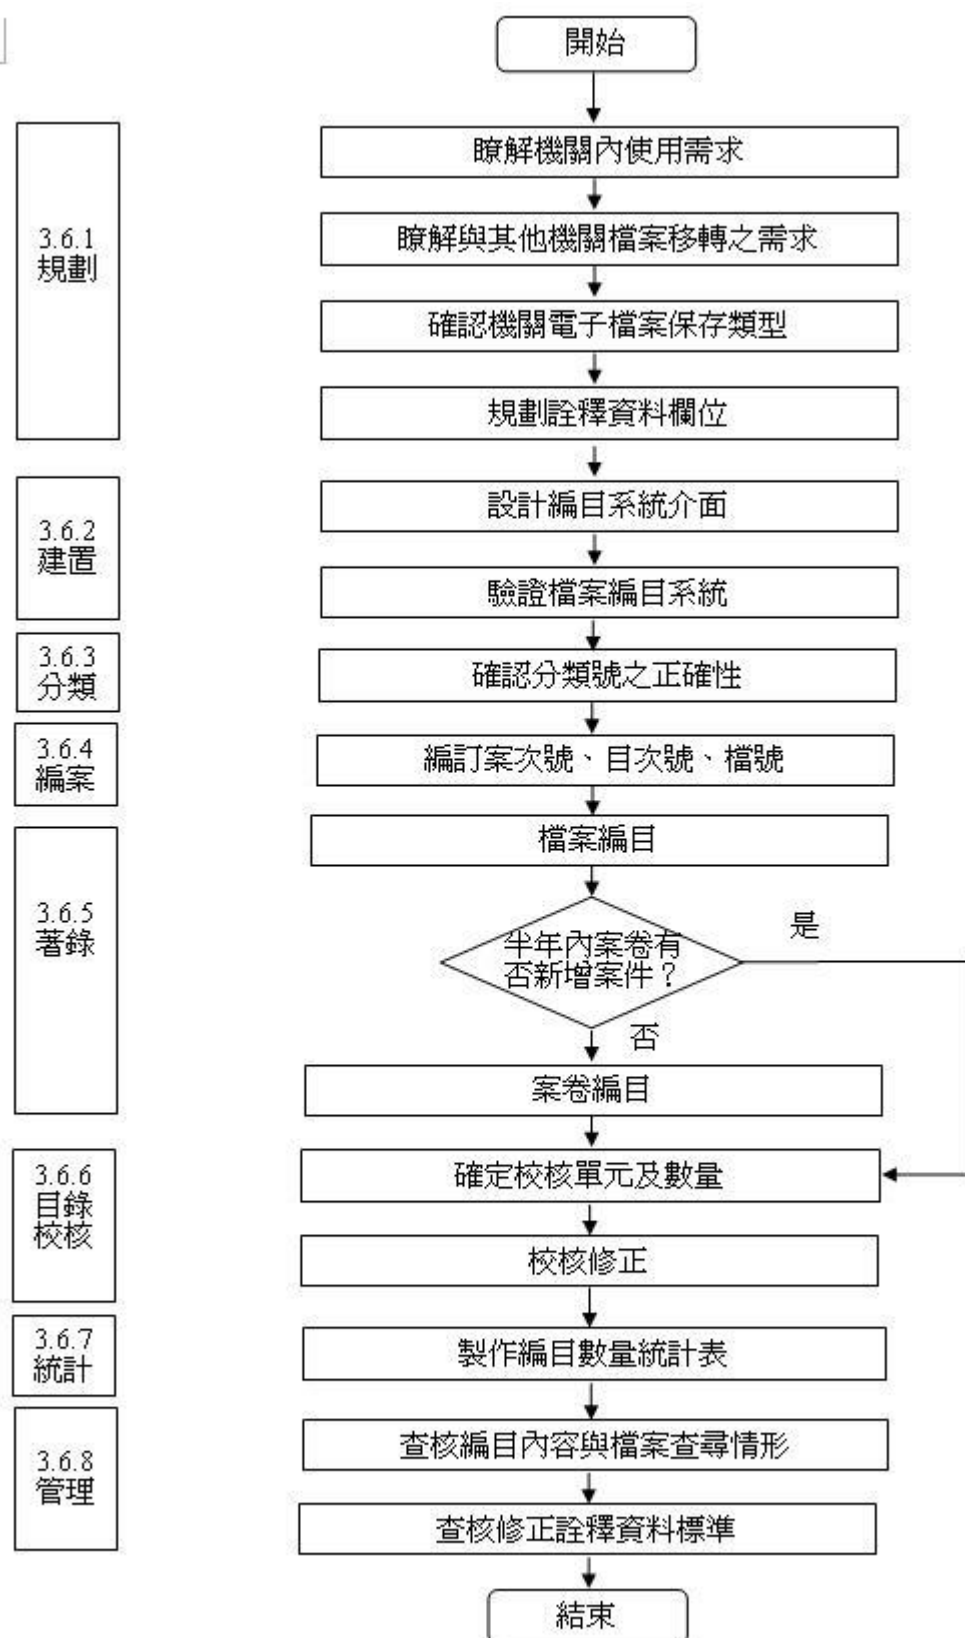 開始
3.6.1
規劃
瞭解機關內使用需求
瞭解與其他機關檔案移轉之需求
確認機關電子檔案保存類型
規劃詮釋資料欄位
3.6.2
建置
設計編目系統介面
驗證檔案編目系統
3.6.3
分類
確認分類號之正確性
3.6.4
編案
編訂案次號、目次號、檔號
3.6.5
著錄
檔案編目
半年內案卷有
否新增案件？
是
否
案卷編目
3.6.6
目錄
校核
確定校核單元及數量
校核修正
3.6.7
統計
製作編目數量統計表
3.6.8
管理
查核編目內容與檔案查尋情形
查核修正詮釋資料標準
結束